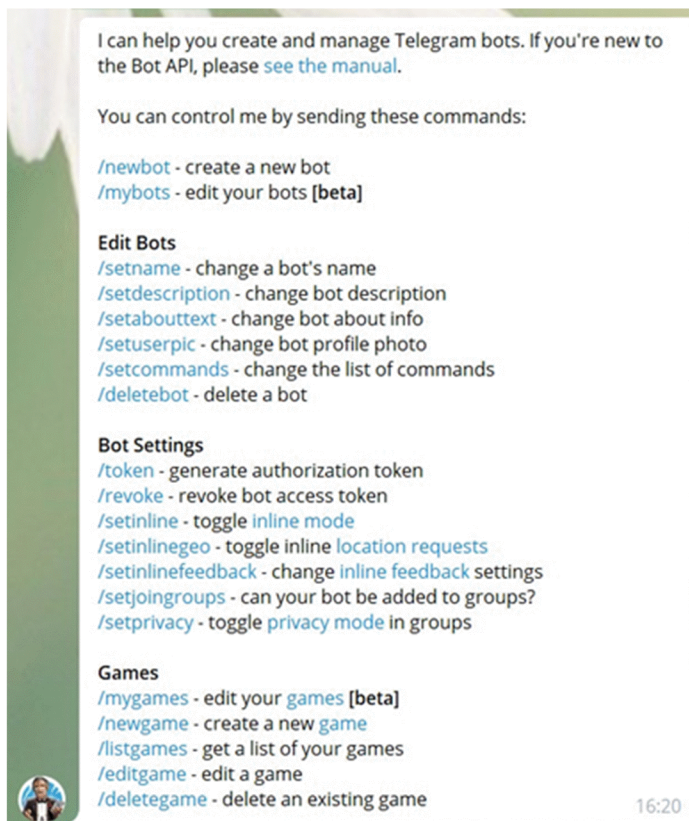 I can help you create and manage Telegram bots. If you're new to
the Bot API, please see the manual.
You can control me by sending these commands:
/newbot - create a new bot
/mybots - edit your bots [beta]
Edit Bots
/setname - change a bot's name
/setdescription - change bot description
/setabouttext - change bot about info
/setuserpic - change bot profile photo
/setcommands - change the list of commands
/deletebot - delete a bot
Bot Settings
/token - generate authorization token
/revoke - revoke bot access token
/setinline - toggle inline mode
/setinlinegeo - toggle inline location requests
/setinlinefeedback - change inline feedback settings
/setjoingroups - can your bot be added to groups?
/setprivacy - toggle privacy mode in groups
Games
/mygames - edit your games [beta]
/newgame - create a new game
/listgames - get a list of your games
/editgame - edit a game
/deletegame - delete an existing game
16:20